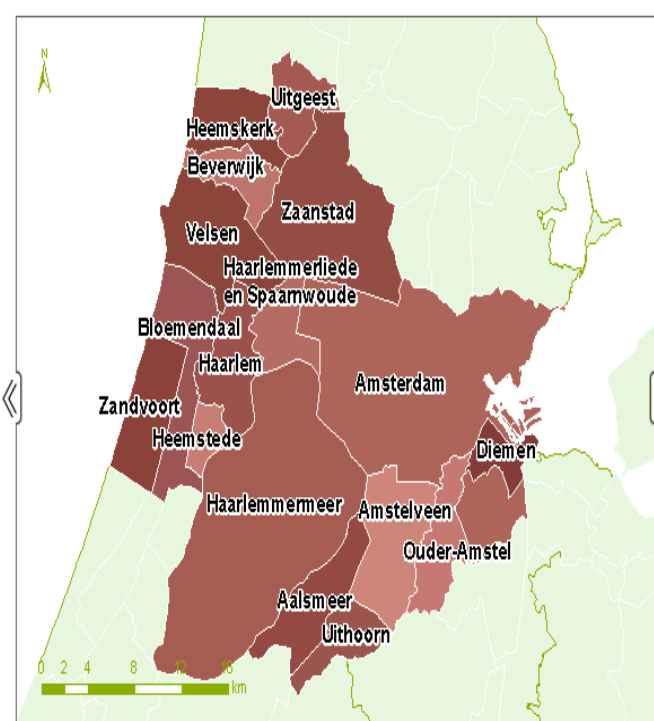 N
Uitgeest
Heemskerk
Beverwijk
Zaanstad
Velsen
Haarlemmerliede
en Spaarnwoude
Bloemendaal
Haarlem
Amsterdam
Zandvoort
Heemstede
Diemen
Haarlemmermeer
Amstelveen
Ouder-Amstel
Aalsmeer
Uithoorn
0 2 4 8 12 16
km